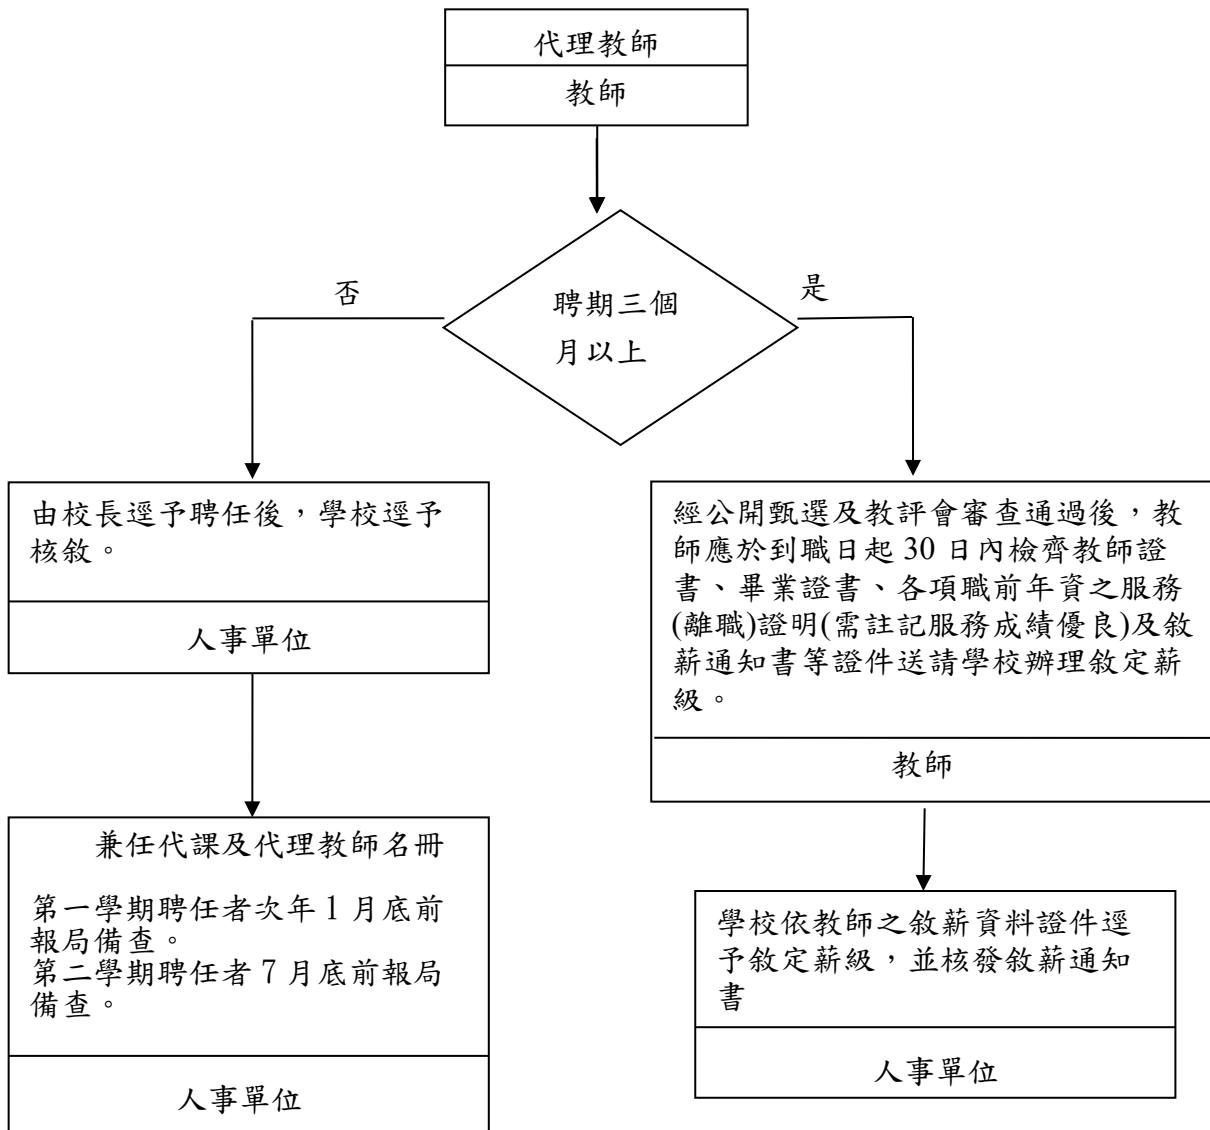 代理教師
教師
否
是
聘期三個
月以上
由校長逕予聘任後，學校逕予
核敘。
人事單位
經公開甄選及教評會審查通過後，教
師應於到職日起 30 日內檢齊教師證
書、畢業證書、各項職前年資之服務
(離職)證明(需註記服務成績優良)及敘
薪通知書等證件送請學校辦理敘定薪
級。
教師
兼任代課及代理教師名冊
第一學期聘任者次年 1 月底前
報局備查。
第二學期聘任者 7 月底前報局
備查。
人事單位
學校依教師之敘薪資料證件逕
予敘定薪級，並核發敘薪通知
書
人事單位